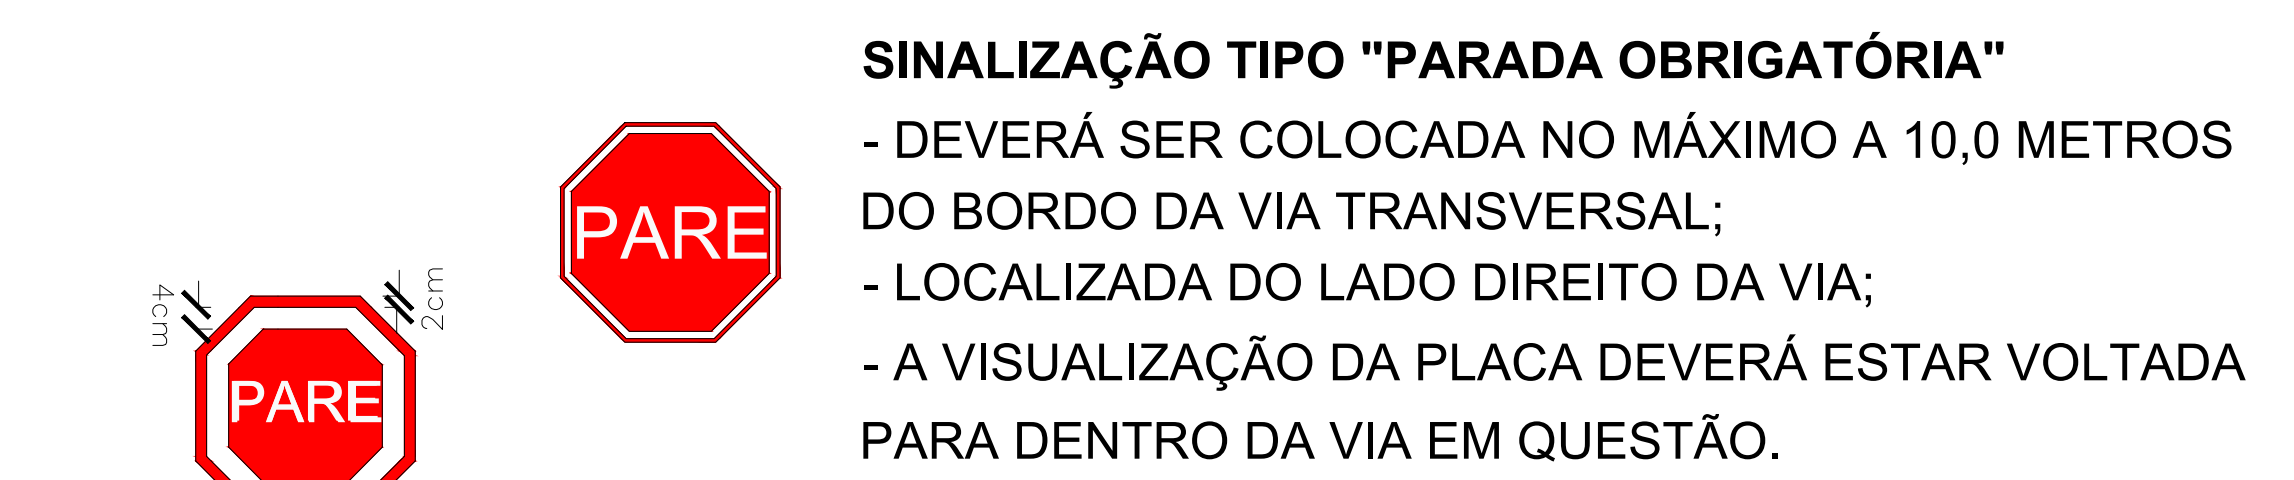 SINALIZAÇÃO TIPO "PARADA OBRIGATÓRIA"
- DEVERÁ SER COLOCADA NO MÁXIMO A 10,0 METROS
DO BORDO DA VIA TRANSVERSAL;
- LOCALIZADA DO LADO DIREITO DA VIA;
- A VISUALIZAÇÃO DA PLACA DEVERÁ ESTAR VOLTADA
PARA DENTRO DA VIA EM QUESTÃO.
PARE
4cm
2cm
PARE